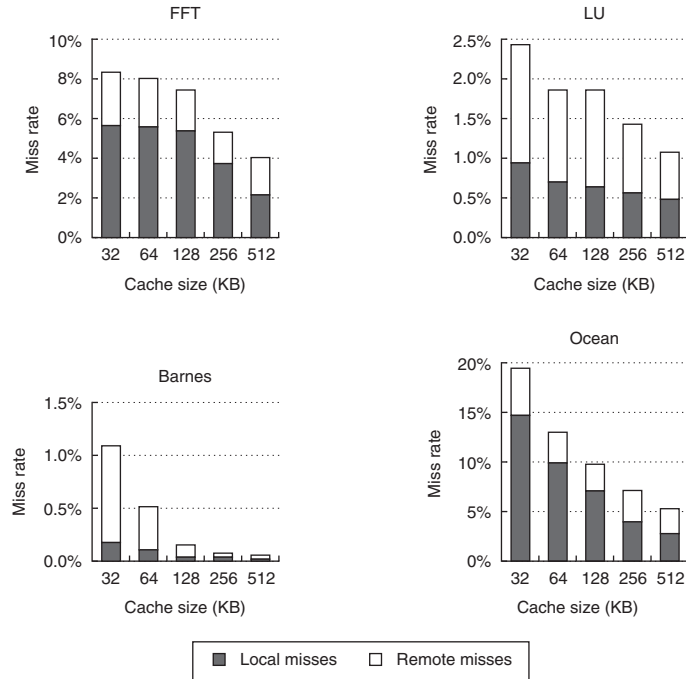 FFT
10%
8%
6%
4%
2%
0%
Miss rate
32 64 128 256 512
Cache size (KB)
LU
2.5%
2.0%
1.5%
1.0%
0.5%
0.0%
Miss rate
32 64 128 256 512
Cache size (KB)
Barnes
1.5%
1.0%
0.5%
0.0%
Miss rate
32 64 128 256 512
Cache size (KB)
Ocean
20%
15%
10%
5%
0%
Miss rate
32 64 128 256 512
Cache size (KB)
Local misses Remote misses